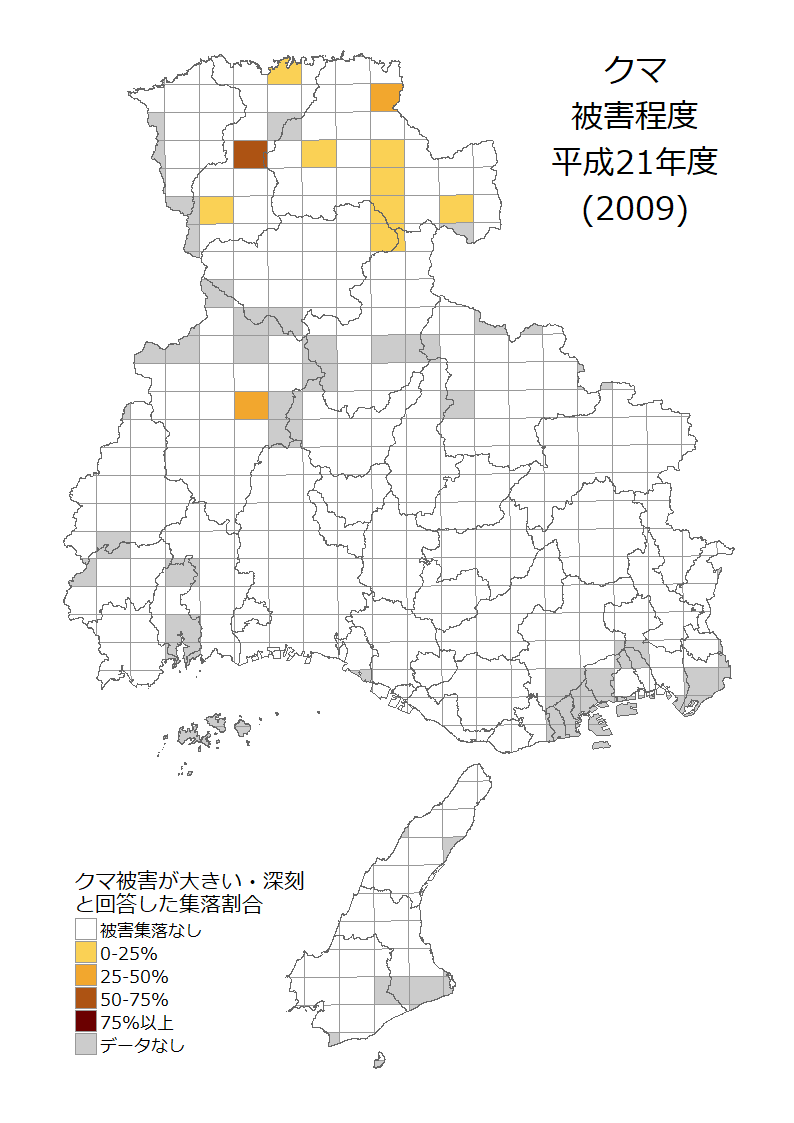 クマ
被害程度
平成21年度
(2009)
クマ被害が大きい・深刻
と回答した集落割合
被害集落なし
0-25%
25-50%
50-75%
75%以上
データなし